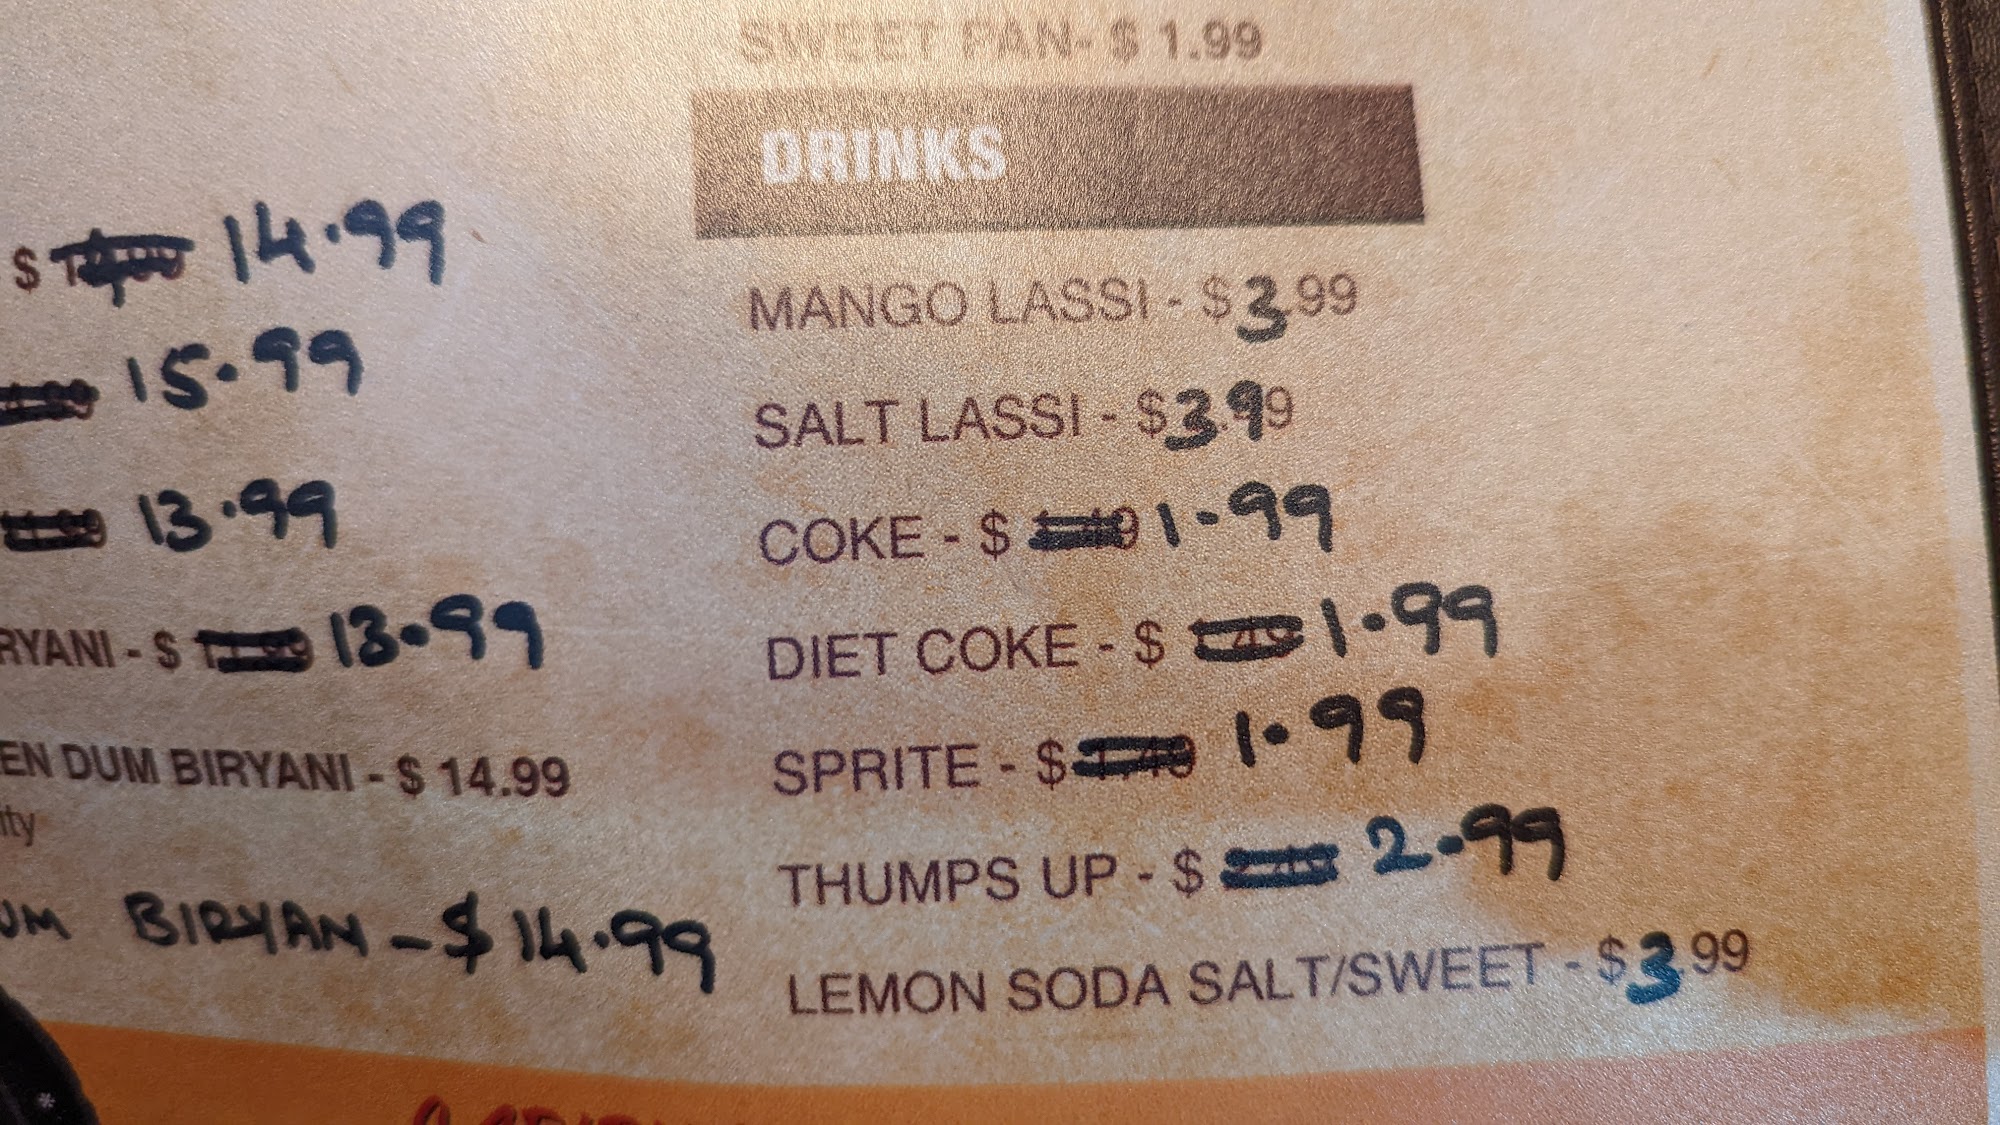 $ 14.99
15.99
13.99
RYANI - $ 13.99
EN DUM BIRYANI - $ 14.99
ity
UM BIRYAN - $ 14.99
SWEET PAN- $ 1.99
DRINKS
MANGO LASSI - $3.99
SALT LASSI - $3.99
COKE - $ 1.99
DIET COKE - $ 1.99
SPRITE - $ 1.99
THUMPS UP - $ 2.99
LEMON SODA SALT/SWEET - $3.99